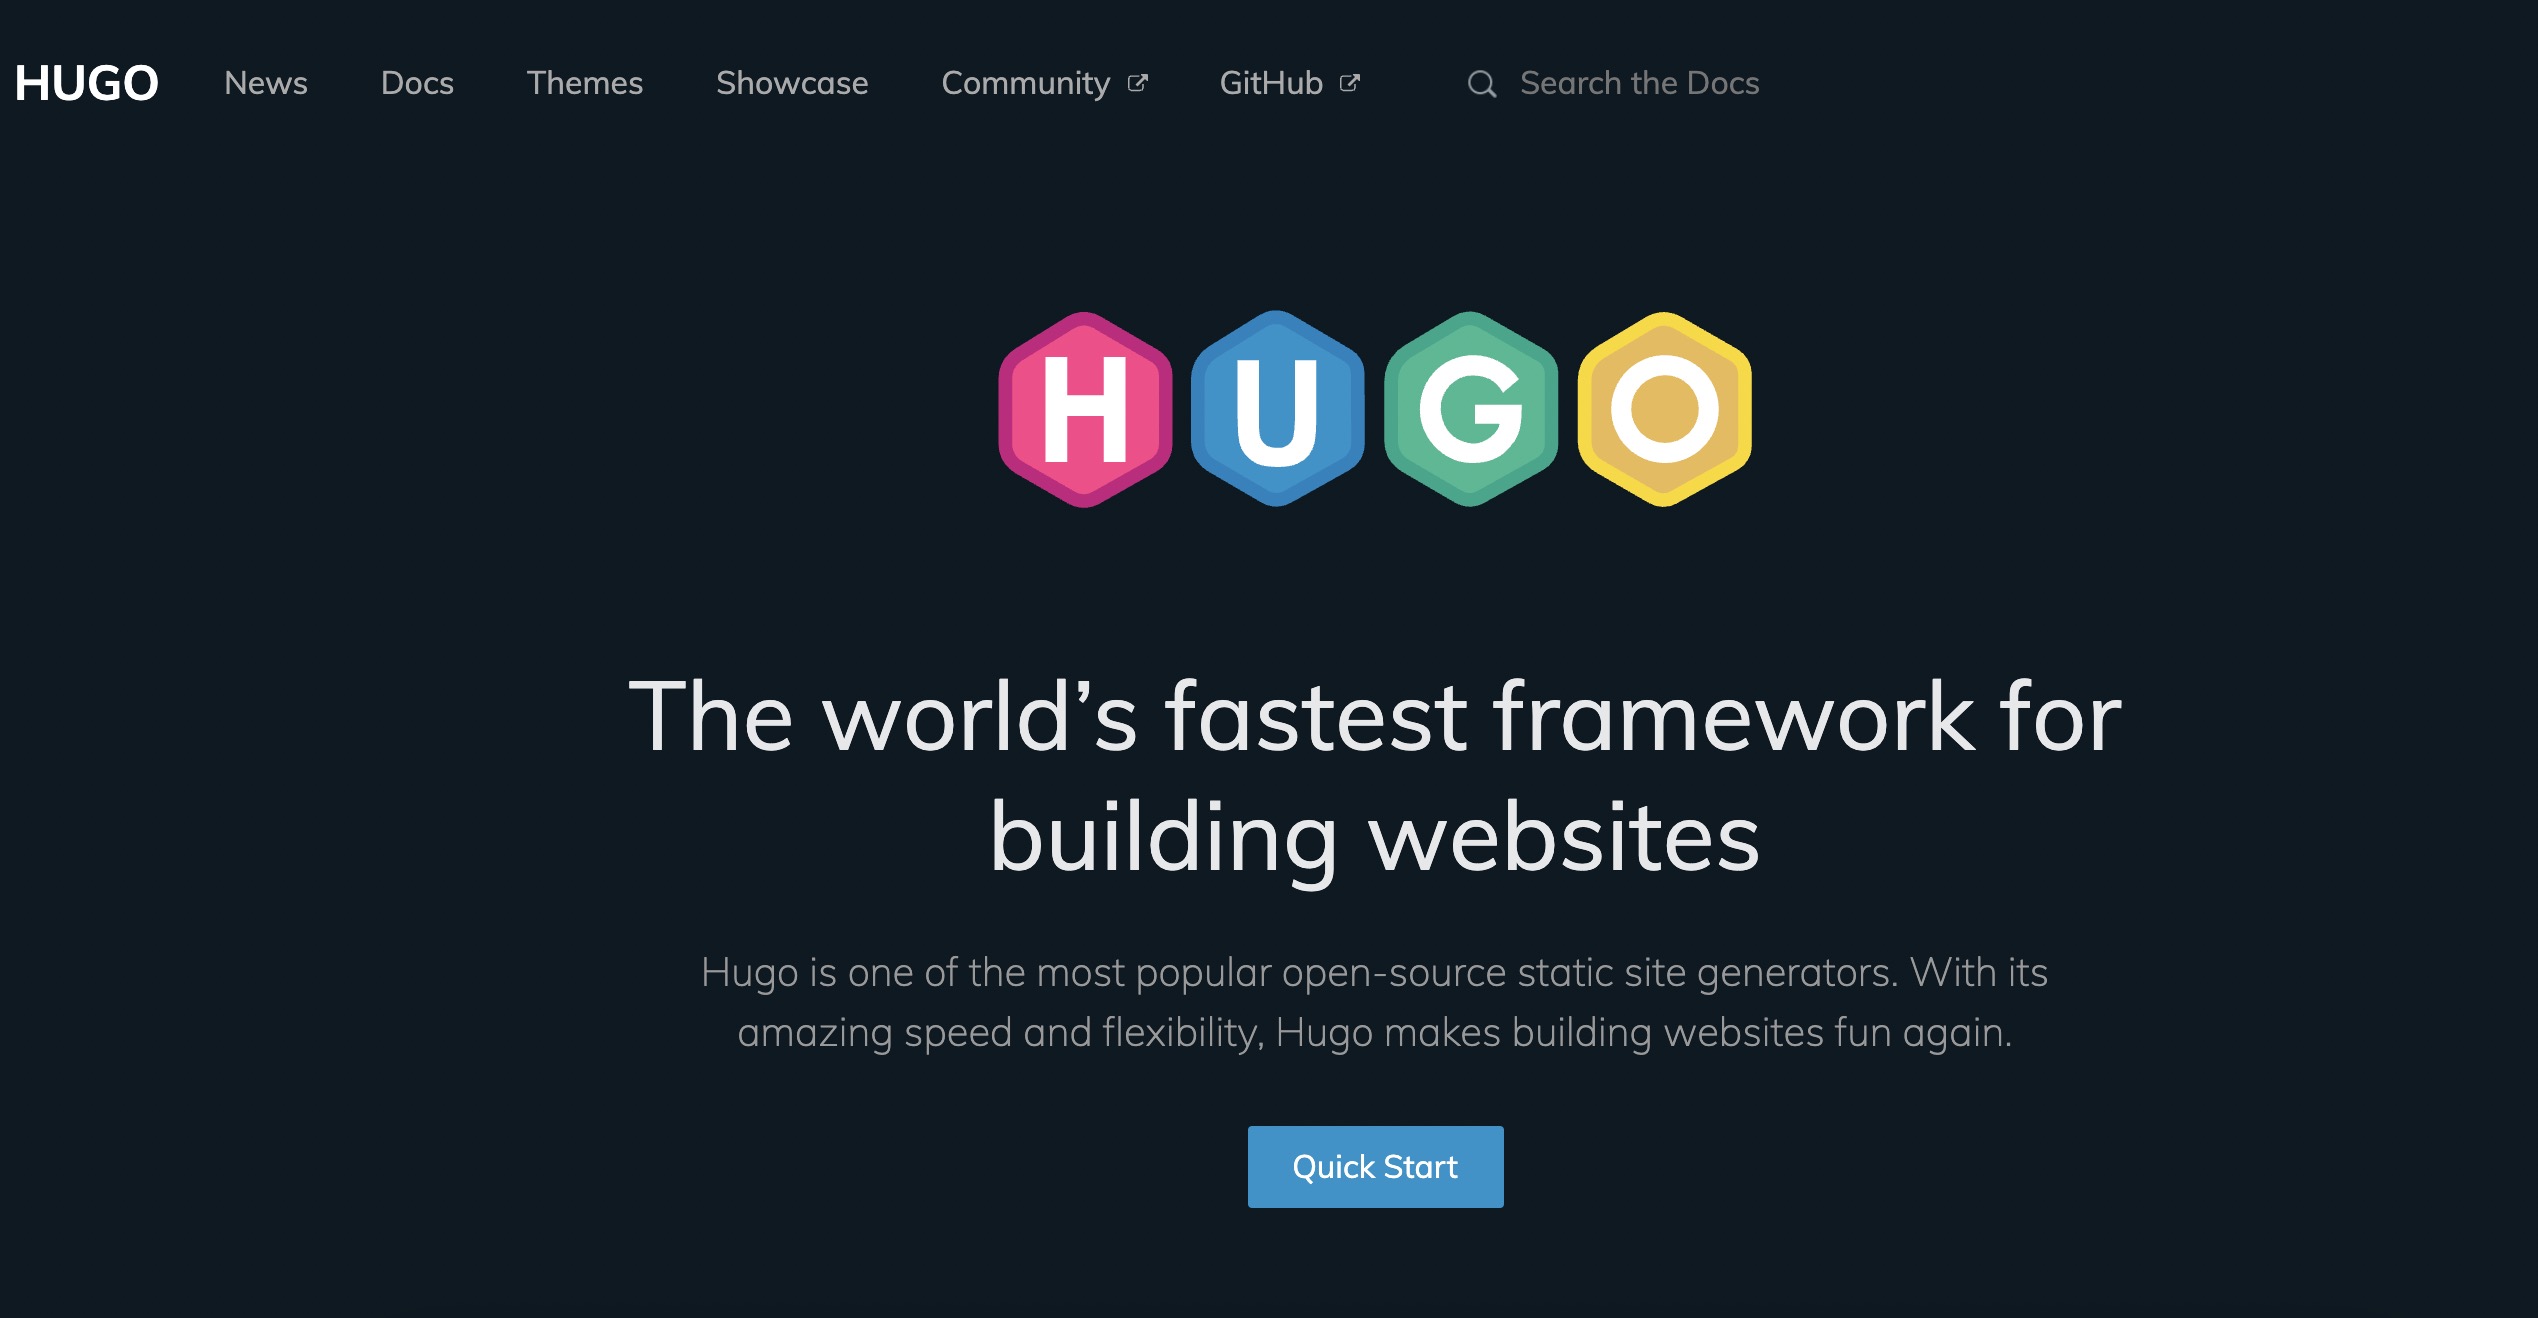 HUGO News Docs Themes Showcase Community GitHub Search the Docs
HUGO
The world’s fastest framework for
building websites
Hugo is one of the most popular open-source static site generators. With its
amazing speed and flexibility, Hugo makes building websites fun again.
Quick Start